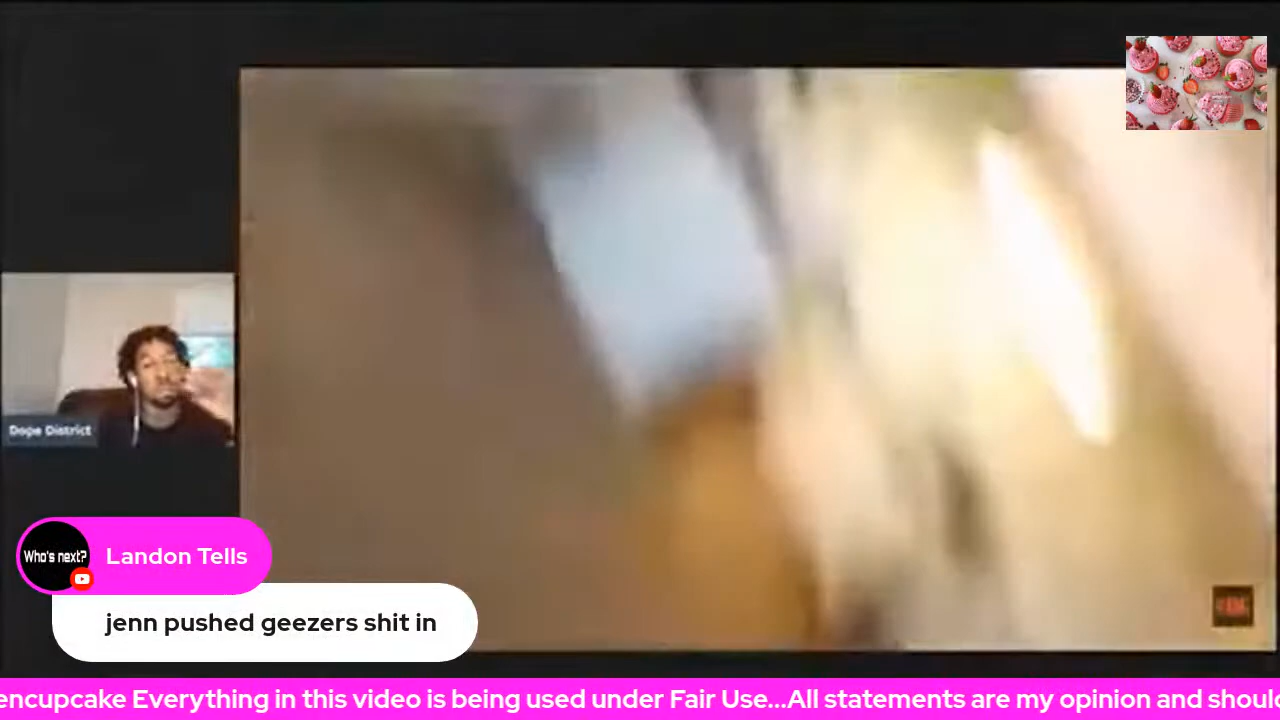 Dope District
Who's next?
Landon Tells
jenn pushed geezers shit in
encupcake Everything in this video is being used under Fair Use...All statements are my opinion and should